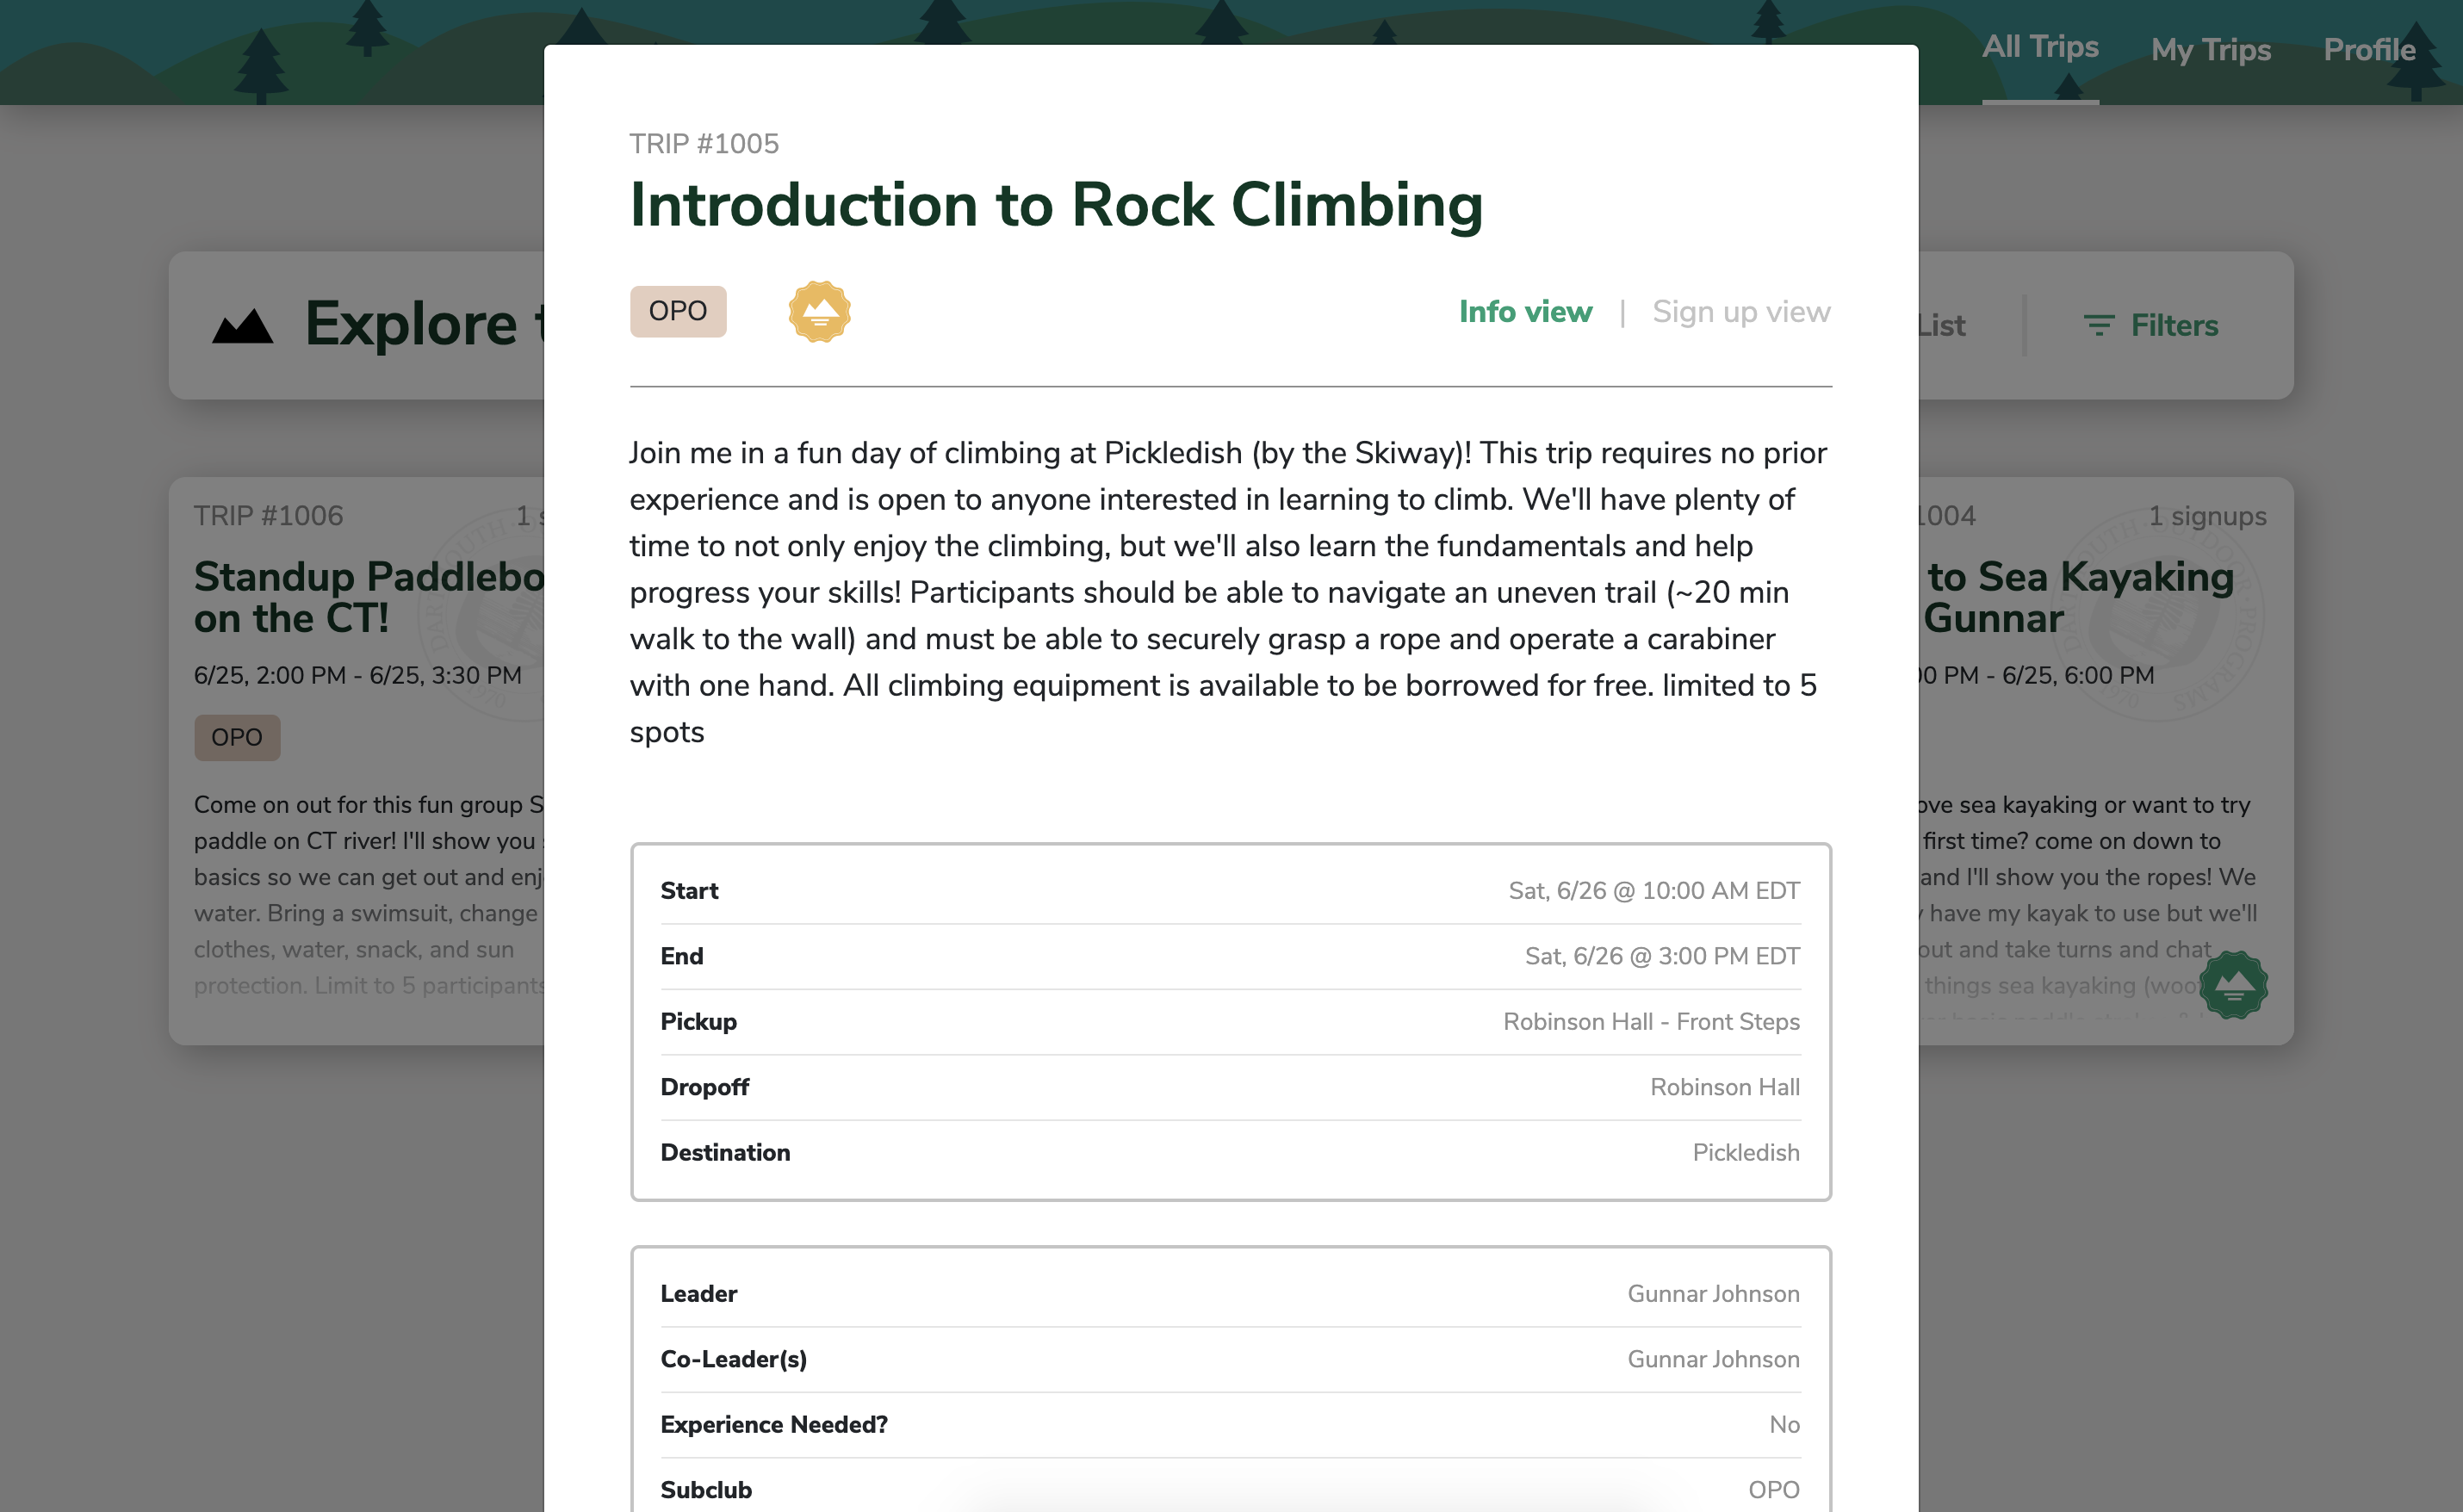 All Trips
My Trips
Profile
TRIP #1005
Introduction to Rock Climbing
OPO
Info view | Sign up view
Join me in a fun day of climbing at Pickledish (by the Skiway)! This trip requires no prior
experience and is open to anyone interested in learning to climb. We'll have plenty of
time to not only enjoy the climbing, but we'll also learn the fundamentals and help
progress your skills! Participants should be able to navigate an uneven trail (~20 min
walk to the wall) and must be able to securely grasp a rope and operate a carabiner
with one hand. All climbing equipment is available to be borrowed for free. limited to 5
spots
Start Sat, 6/26 @ 10:00 AM EDT
End Sat, 6/26 @ 3:00 PM EDT
Pickup Robinson Hall - Front Steps
Dropoff Robinson Hall
Destination Pickledish
Leader Gunnar Johnson
Co-Leader(s) Gunnar Johnson
Experience Needed? No
Subclub OPO
Explore
List
Filters
TRIP #1006 1
Standup Paddlebo
on the CT!
6/25, 2:00 PM - 6/25, 3:30 PM
OPO
Come on out for this fun group S
paddle on CT river! I'll show you
basics so we can get out and enj
water. Bring a swimsuit, change
clothes, water, snack, and sun
protection. Limit to 5 participants
1004 1 signups
to Sea Kayaking
Gunnar
00 PM - 6/25, 6:00 PM
ove sea kayaking or want to try
first time? come on down to
and I'll show you the ropes! We
have my kayak to use but we'll
out and take turns and chat
things sea kayaking (woo